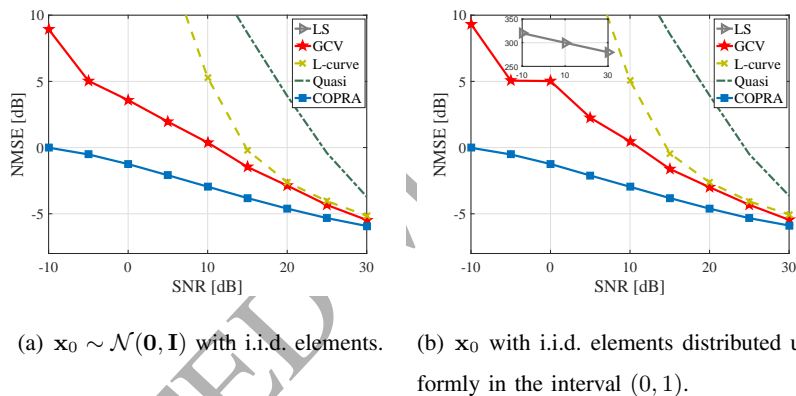 10
5
0
-5
NMSE [dB]
-10
0
10
20
30
SNR [dB]
LS
GCV
L-curve
Quasi
COPRA
10
5
0
-5
NMSE [dB]
-10
0
10
20
30
SNR [dB]
350
300
250
-10
10
30
LS
GCV
L-curve
Quasi
COPRA
(a) x₀ ∼ 𝒩(0, I) with i.i.d. elements.
(b) x₀ with i.i.d. elements distributed u
formly in the interval (0, 1).
TED